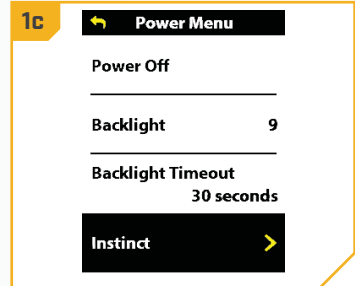 1c
Power Menu
Power Off
Backlight 9
Backlight Timeout
30 seconds
Instinct